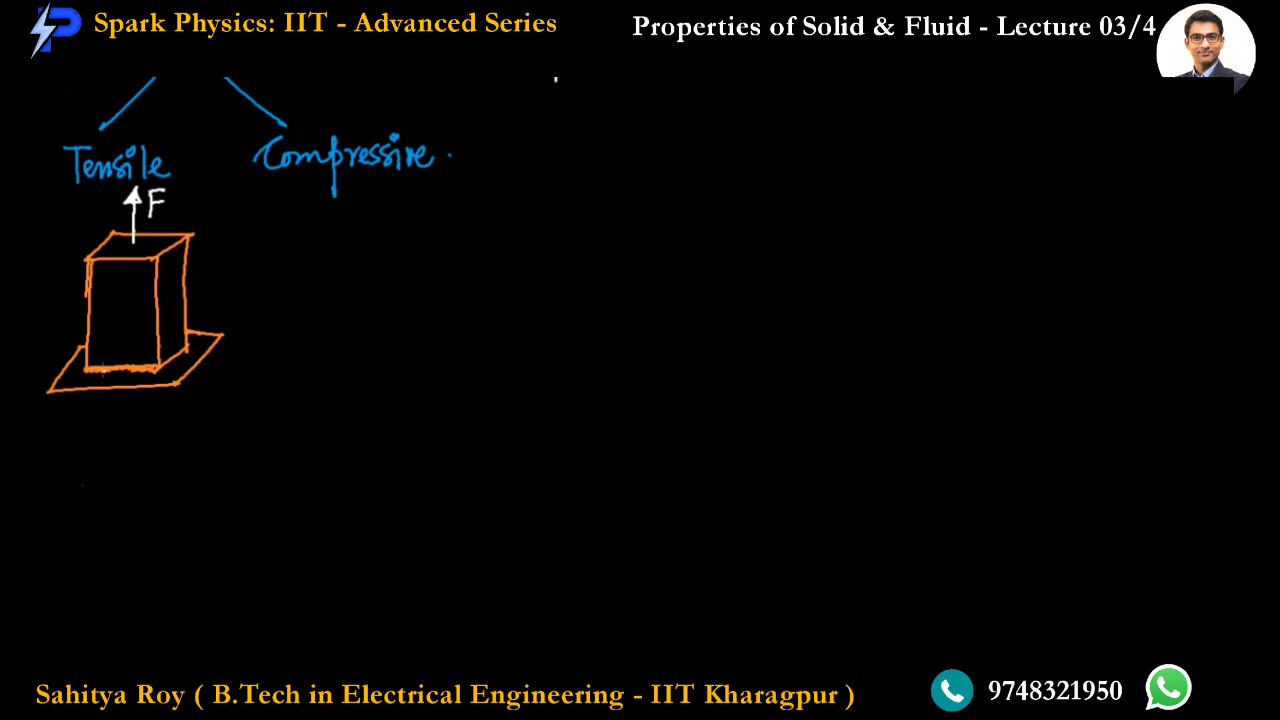 Spark Physics: IIT - Advanced Series
Properties of Solid & Fluid - Lecture 03/4
Tensile
Compressive
F
Sahitya Roy ( B.Tech in Electrical Engineering - IIT Kharagpur )
9748321950